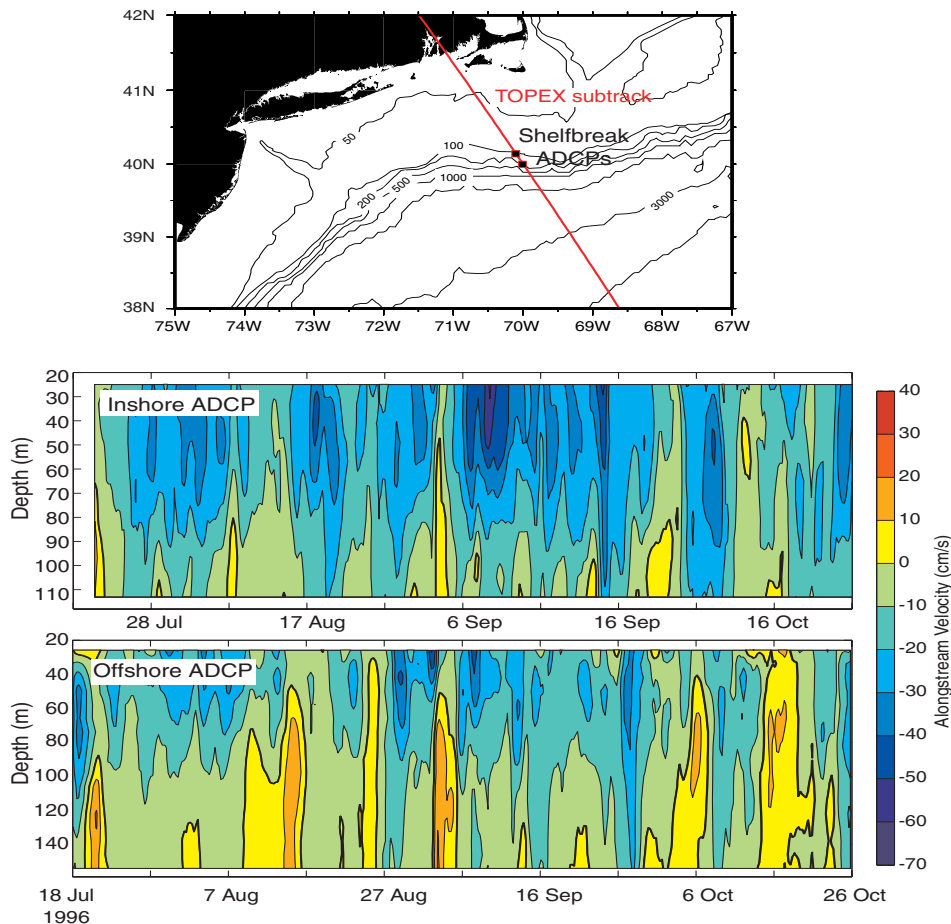 42N
41N
40N
39N
38N
75W 74W 73W 72W 71W 70W 69W 68W 67W
TOPEX subtrack
Shelfbreak
ADCPs
50
100
200
500
1000
3000
20
30
40
50
60
70
80
90
100
110
Depth (m)
Inshore ADCP
28 Jul 17 Aug 6 Sep 16 Sep 16 Oct
20
40
60
80
100
120
140
Depth (m)
Offshore ADCP
18 Jul 7 Aug 27 Aug 16 Sep 6 Oct 26 Oct
1996
40
30
20
10
0
-10
-20
-30
-40
-50
-60
-70
Alongstream Velocity (cm/s)